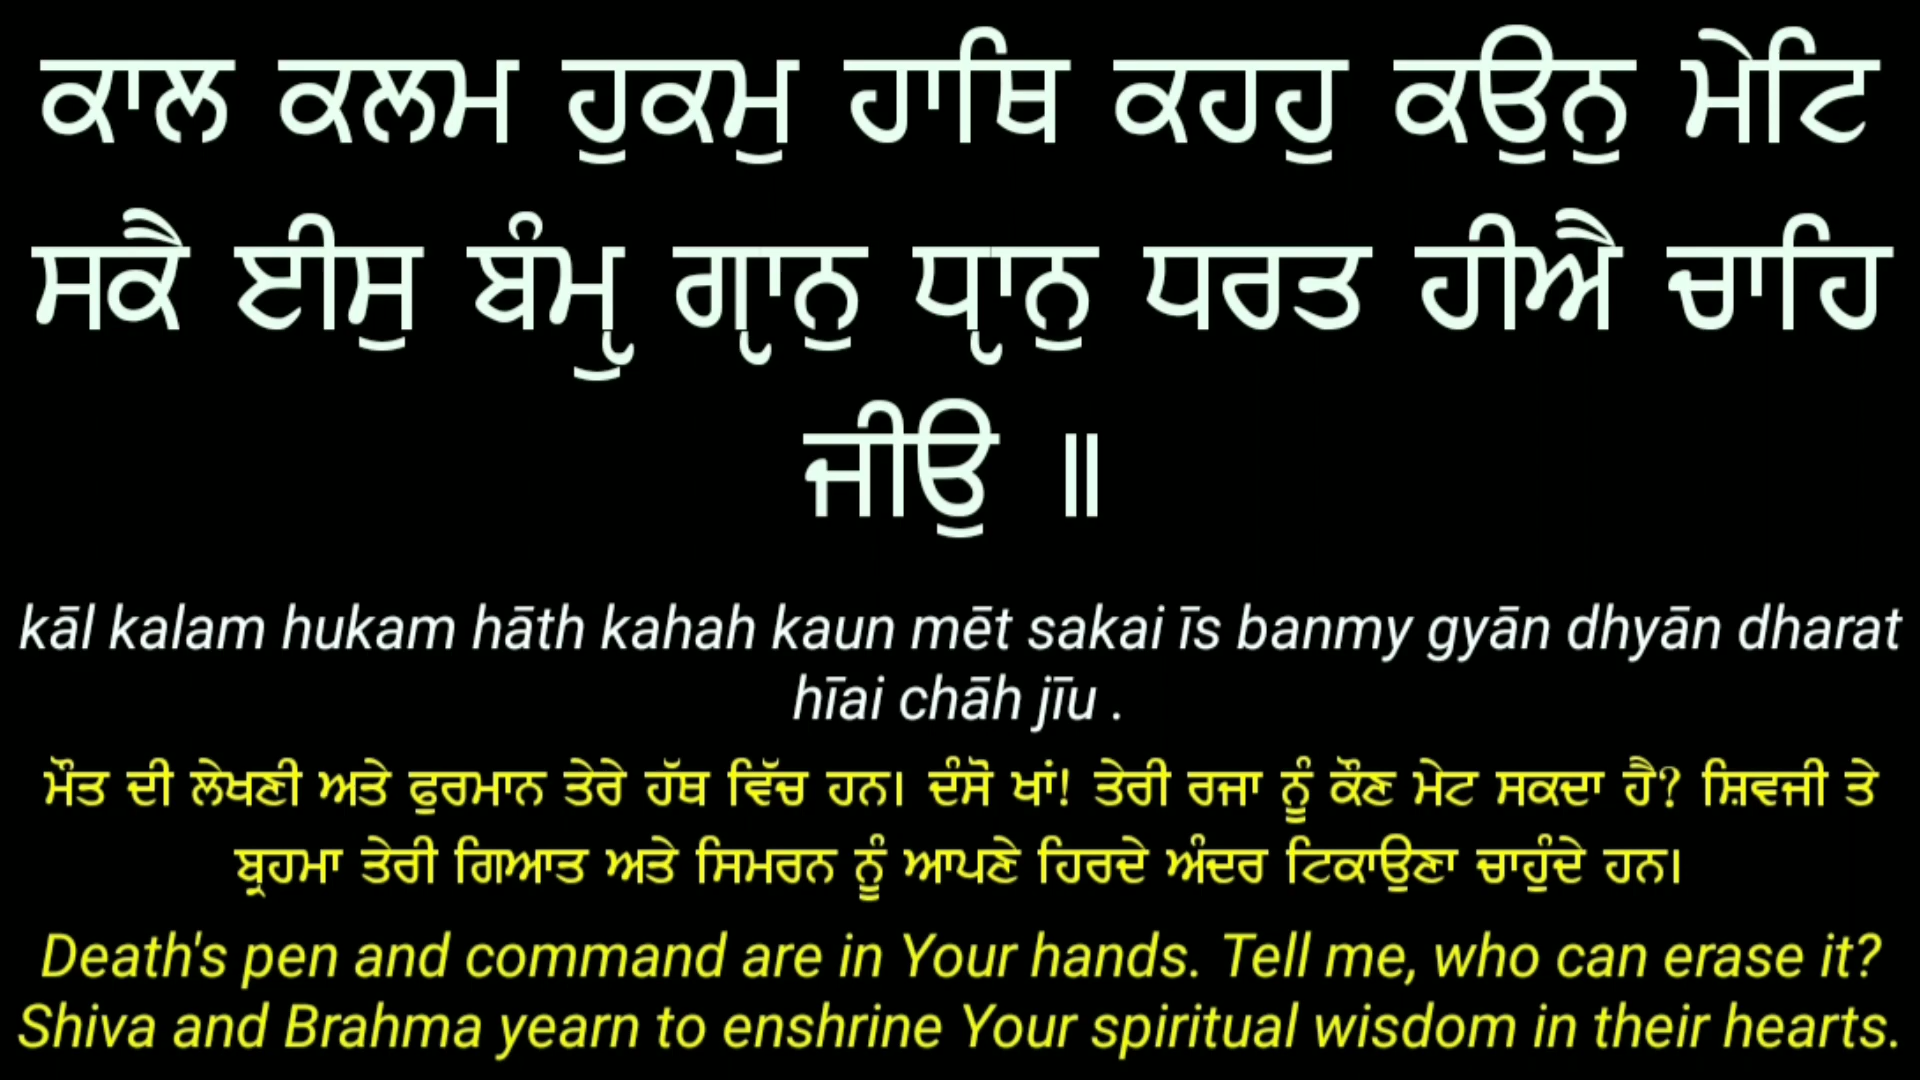 ਕਾਲ ਕਲਮ ਹੁਕਮੁ ਹਾਥਿ ਕਹਹੁ ਕਉਨੁ ਮੇਟਿ
ਸਕੈ ਈਸੁ ਬੰਮੵੁ ਗੵਾਨੁ ਧੵਾਨੁ ਧਰਤ ਹੀਐ ਚਾਹਿ
ਜੀਉ ॥
kāl kalam hukam hāth kahah kaun mēt sakai īs banmy gyān dhyān dharat
hīai chāh jīu .
ਮੌਤ ਦੀ ਲੇਖਣੀ ਅਤੇ ਫੁਰਮਾਨ ਤੇਰੇ ਹੱਥ ਵਿੱਚ ਹਨ। ਦੰਸੋ ਖਾਂ! ਤੇਰੀ ਰਜਾ ਨੂੰ ਕੌਣ ਮੇਟ ਸਕਦਾ ਹੈ? ਸ਼ਿਵਜੀ ਤੇ
ਬ੍ਰਹਮਾ ਤੇਰੀ ਗਿਆਤ ਅਤੇ ਸਿਮਰਨ ਨੂੰ ਆਪਣੇ ਹਿਰਦੇ ਅੰਦਰ ਟਿਕਾਉਣਾ ਚਾਹੁੰਦੇ ਹਨ।
Death's pen and command are in Your hands. Tell me, who can erase it?
Shiva and Brahma yearn to enshrine Your spiritual wisdom in their hearts.